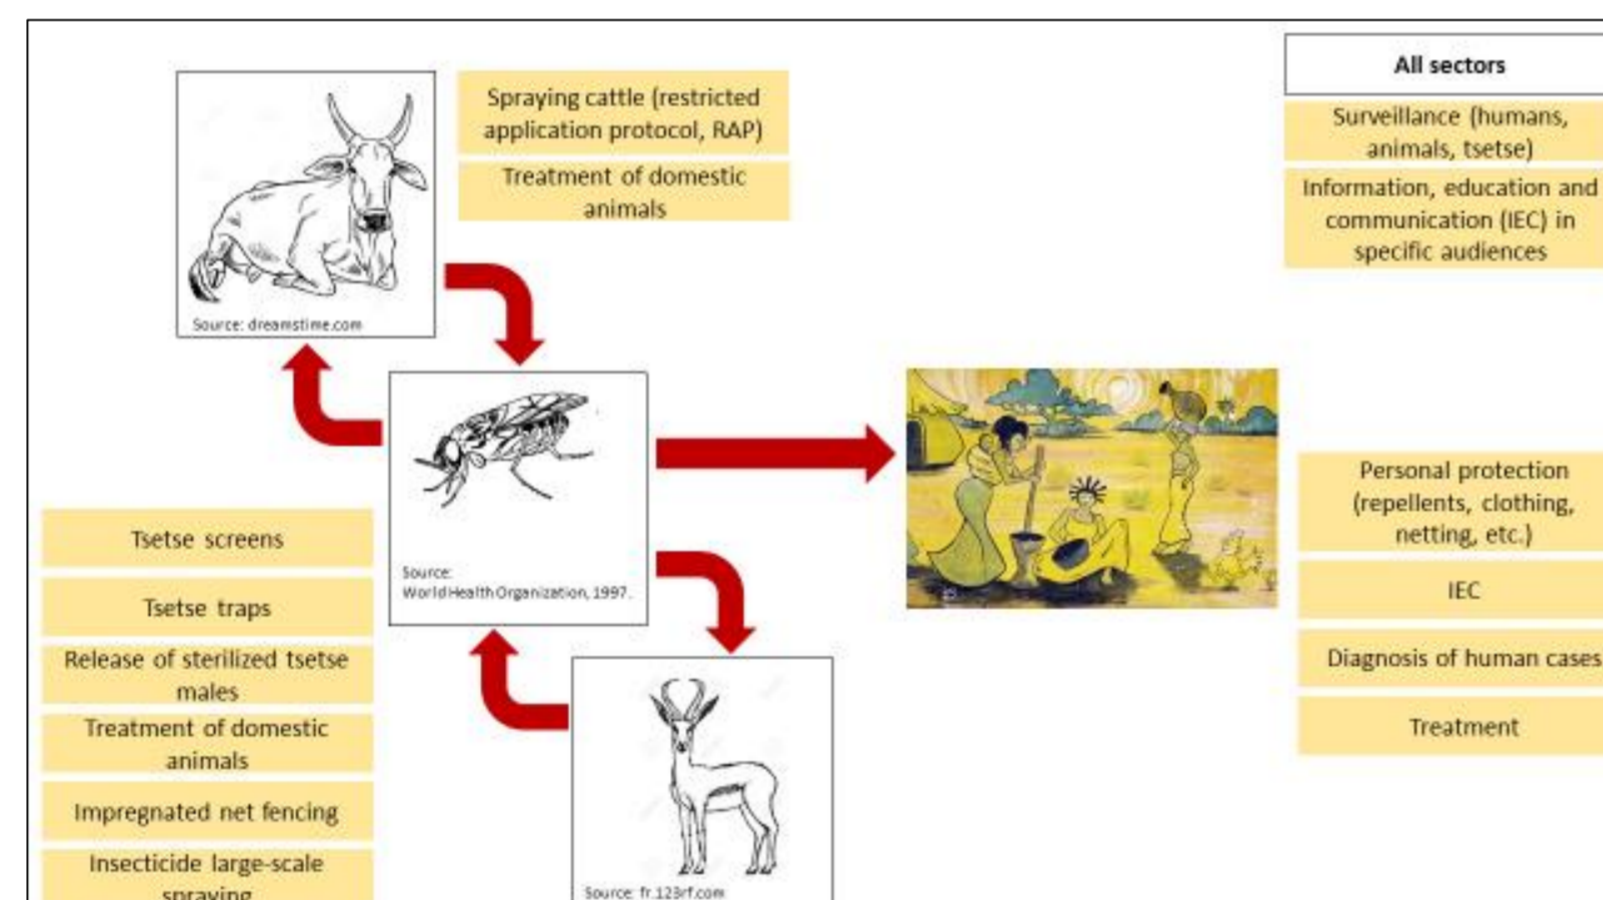 Spraying cattle (restricted
application protocol, RAP)
Treatment of domestic
animals
Source: dreamstime.com
All sectors
Surveillance (humans,
animals, tsetse)
Information, education and
communication (IEC) in
specific audiences
Source:
World Health Organization, 1997.
Personal protection
(repellents, clothing,
netting, etc.)
IEC
Diagnosis of human cases
Treatment
Tsetse screens
Tsetse traps
Release of sterilized tsetse
males
Treatment of domestic
animals
Impregnated net fencing
Insecticide large-scale
spraying
Source: fr.123rf.com